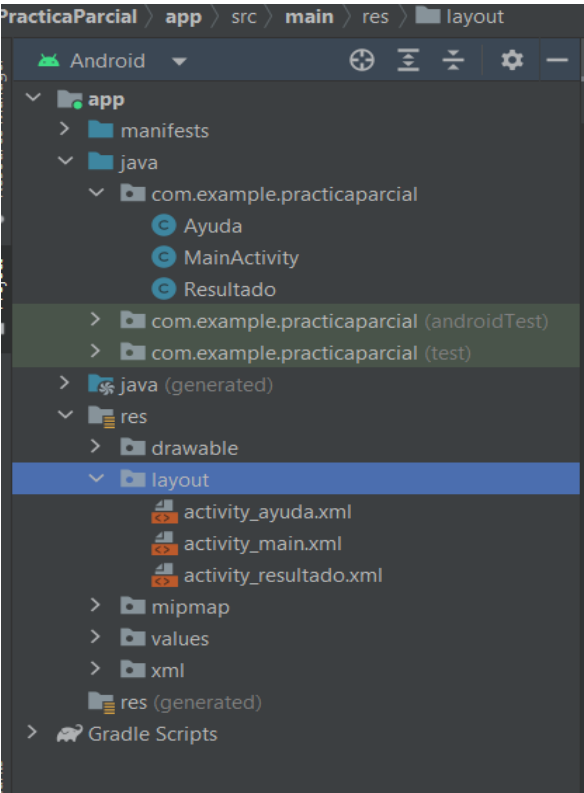 PracticaParcial 〉 app 〉 src 〉 main 〉 res 〉 layout
Android
app
manifests
java
com.example.practicaparcial
Ayuda
MainActivity
Resultado
com.example.practicaparcial (androidTest)
com.example.practicaparcial (test)
java (generated)
res
drawable
layout
activity_ayuda.xml
activity_main.xml
activity_resultado.xml
mipmap
values
xml
res (generated)
Gradle Scripts